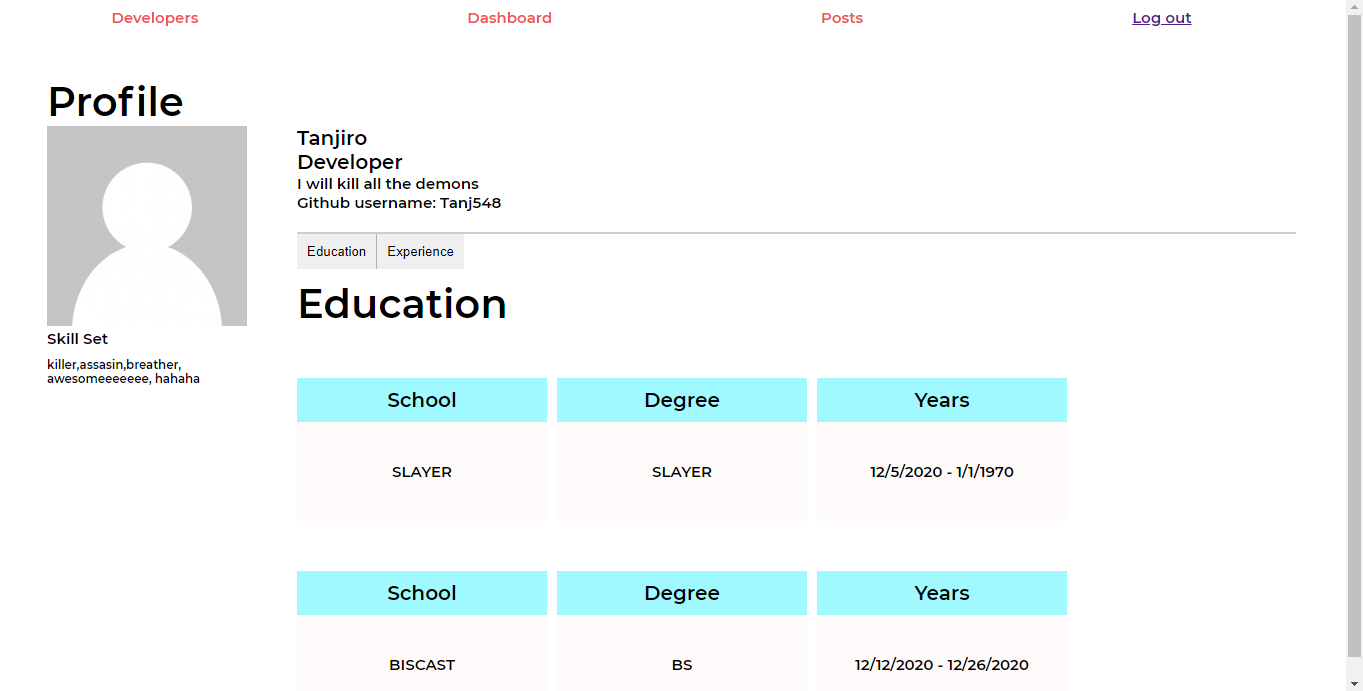 Developers Dashboard Posts Log out
Profile
Tanjiro
Developer
I will kill all the demons
Github username: Tanj548
Skill Set
killer,assasin,breather,
awesomeeeeeee, hahaha
Education Experience
Education
School Degree Years
SLAYER SLAYER 12/5/2020 - 1/1/1970
School Degree Years
BISCAST BS 12/12/2020 - 12/26/2020